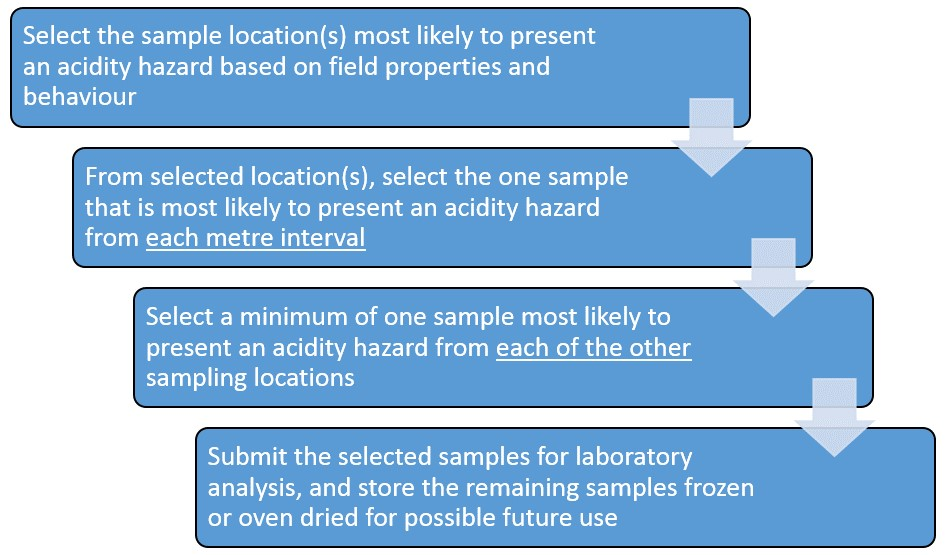 Select the sample location(s) most likely to present
an acidity hazard based on field properties and
behaviour
From selected location(s), select the one sample
that is most likely to present an acidity hazard
from each metre interval
Select a minimum of one sample most likely to
present an acidity hazard from each of the other
sampling locations
Submit the selected samples for laboratory
analysis, and store the remaining samples frozen
or oven dried for possible future use